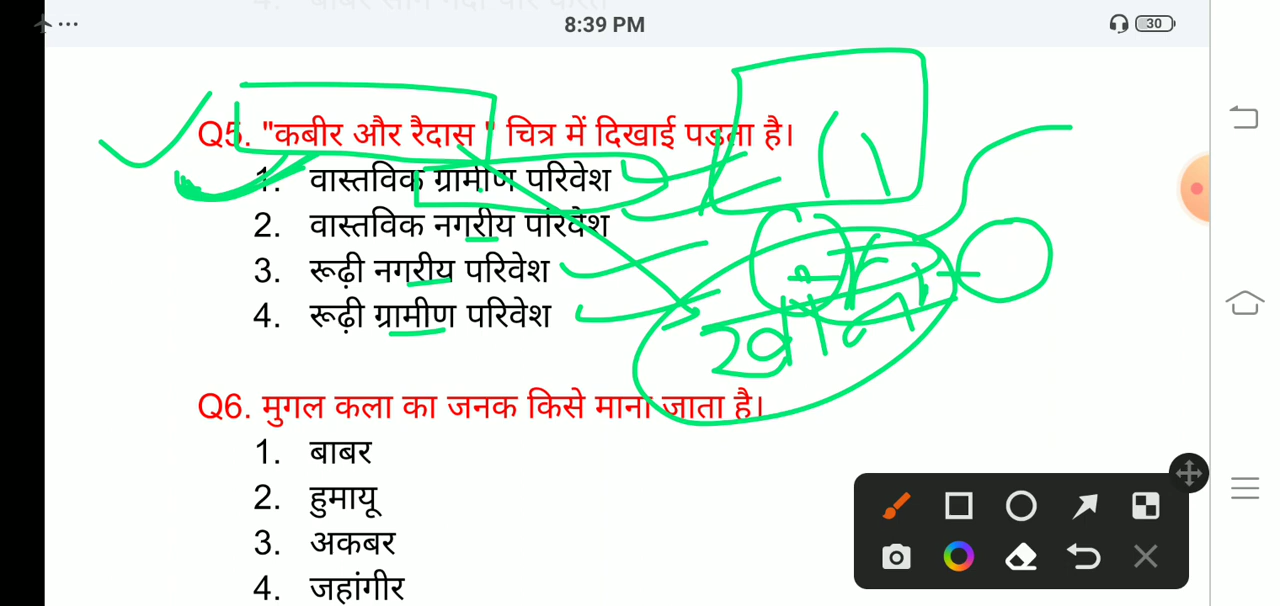 8:39 PM
30
Q5. "कबीर और रैदास " चित्र में दिखाई पडता है।
1. वास्तविक ग्रामीण परिवेश
2. वास्तविक नगरीय परिवेश
3. रूढ़ी नगरीय परिवेश
4. रूढ़ी ग्रामीण परिवेश
Q6. मुगल कला का जनक किसे माना जाता है।
1. बाबर
2. हुमायू
3. अकबर
4. जहांगीर